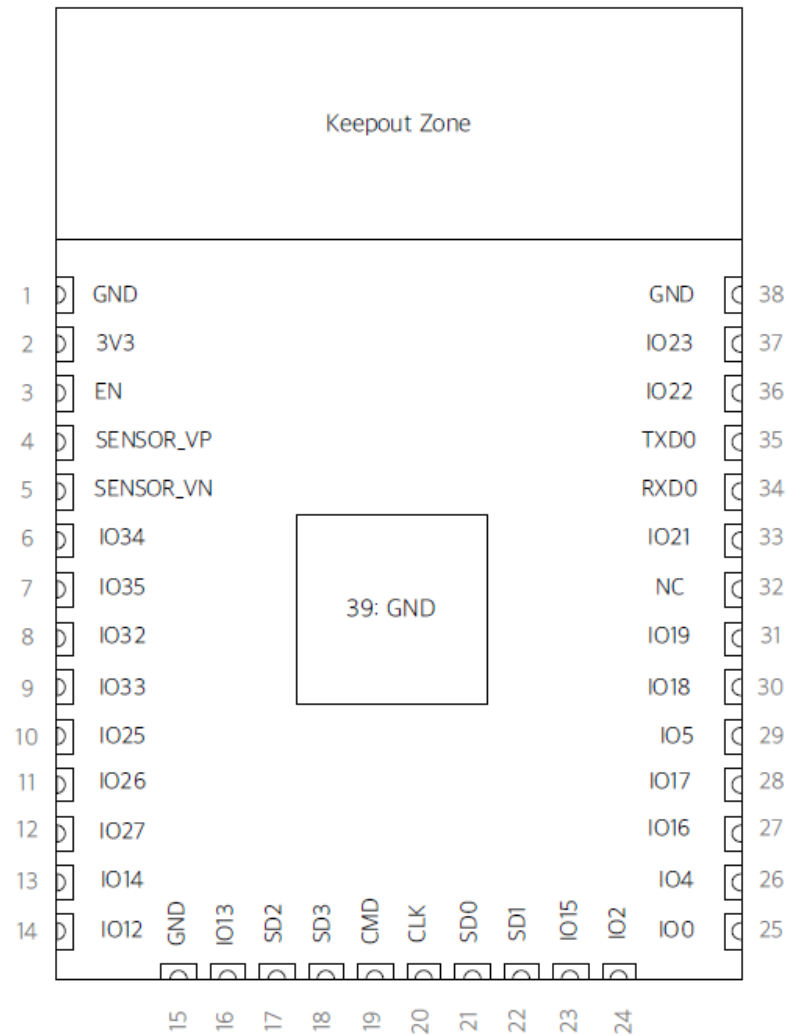 Keepout Zone
1 GND GND 38
2 3V3 IO23 37
3 EN IO22 36
4 SENSOR_VP TXD0 35
5 SENSOR_VN RXD0 34
6 IO34 IO21 33
7 IO35 NC 32
39: GND
8 IO32 IO19 31
9 IO33 IO18 30
10 IO25 IO5 29
11 IO26 IO17 28
12 IO27 IO16 27
13 IO14 IO4 26
14 IO12 GND IO13 SD2 SD3 CMD CLK SD0 SD1 IO15 IO2 IO0 25
15 16 17 18 19 20 21 22 23 24